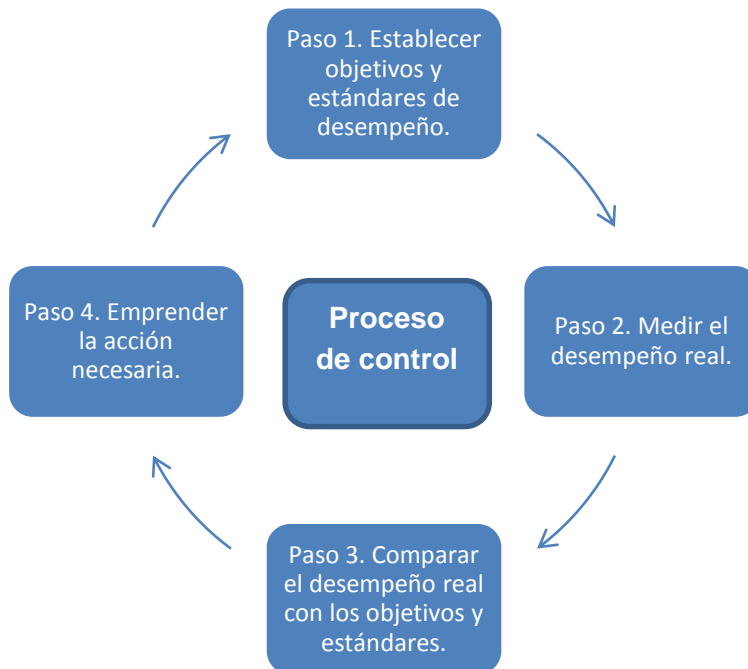 Paso 1. Establecer
objetivos y
estándares de
desempeño.
Paso 4. Emprender
la acción
necesaria.
Proceso
de control
Paso 2. Medir el
desempeño real.
Paso 3. Comparar
el desempeño real
con los objetivos y
estándares.